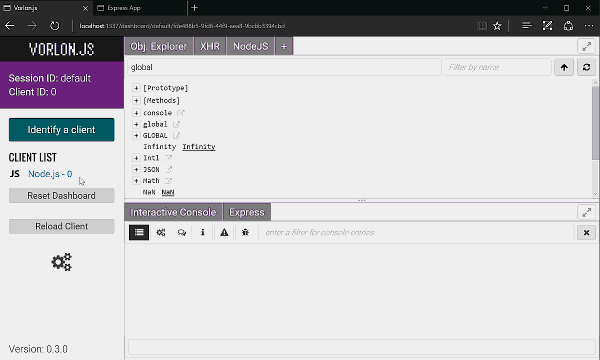 Vorlon.js
Express App
localhost:1337/dashboard/default/
VORLON.JS
Session ID: default
Client ID: 0
Identify a client
CLIENT LIST
JS Node.js - 0
Reset Dashboard
Reload Client
Version: 0.3.0
Obj. Explorer XHR NodeJS +
global
Filter by name
+ [Prototype]
+ [Methods]
+ console
+ global
+ GLOBAL
Infinity Infinity
+ Intl
+ JSON
+ Math
NaN NaN
Interactive Console Express
enter a filter for console entries